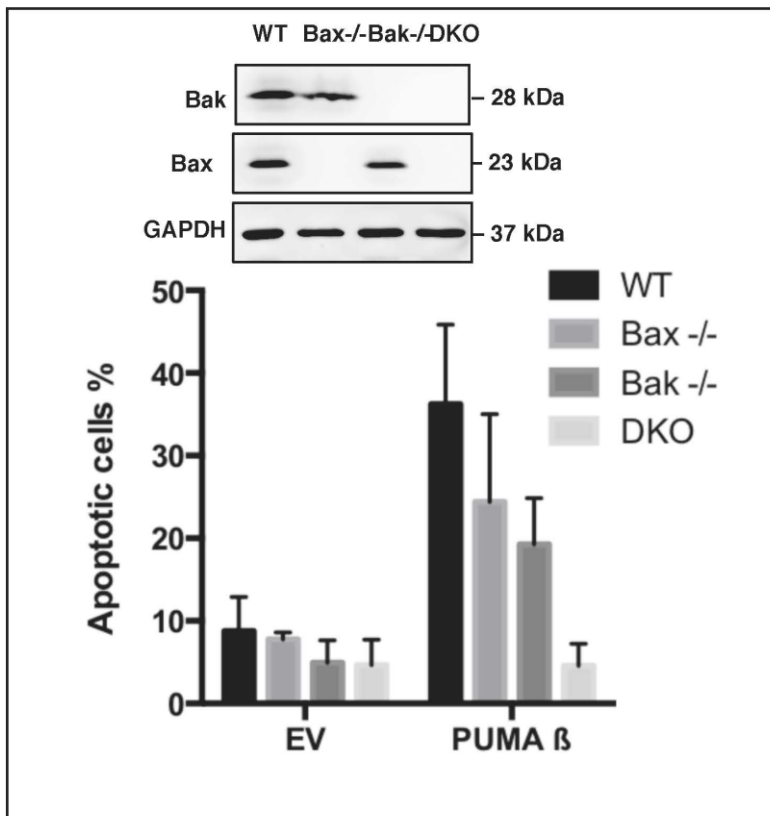 WT Bax-/-Bak-/-DKO
Bak
- 28 kDa
Bax
- 23 kDa
GAPDH
- 37 kDa
50
40
30
20
10
0
Apoptotic cells %
WT
Bax -/-
Bak -/-
DKO
EV
PUMA ß